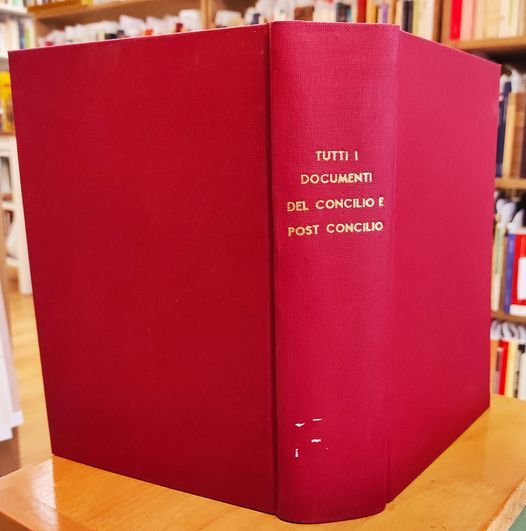 TUTTI I
DOCUMENTI
DEL CONCILIO E
POST CONCILIO